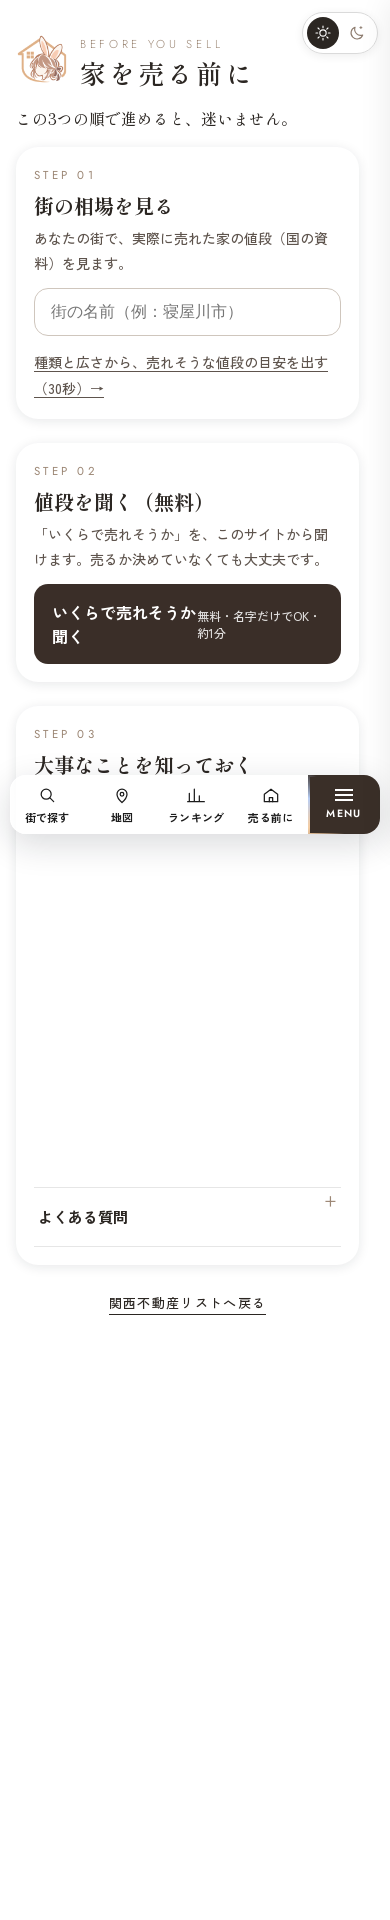 BEFORE YOU SELL
家を売る前に
この3つの順で進めると、迷いません。
STEP 01
街の相場を見る
あなたの街で、実際に売れた家の値段（国の資
料）を見ます。
街の名前（例：寝屋川市）
種類と広さから、売れそうな値段の目安を出す
（30秒）→
STEP 02
値段を聞く（無料）
「いくらで売れそうか」を、このサイトから聞
けます。売るか決めていなくても大丈夫です。
いくらで売れそうか
聞く
無料・名字だけでOK・
約1分
STEP 03
大事なことを知っておく
街で探す
地図
ランキング
売る前に
MENU
よくある質問
+
関西不動産リストへ戻る